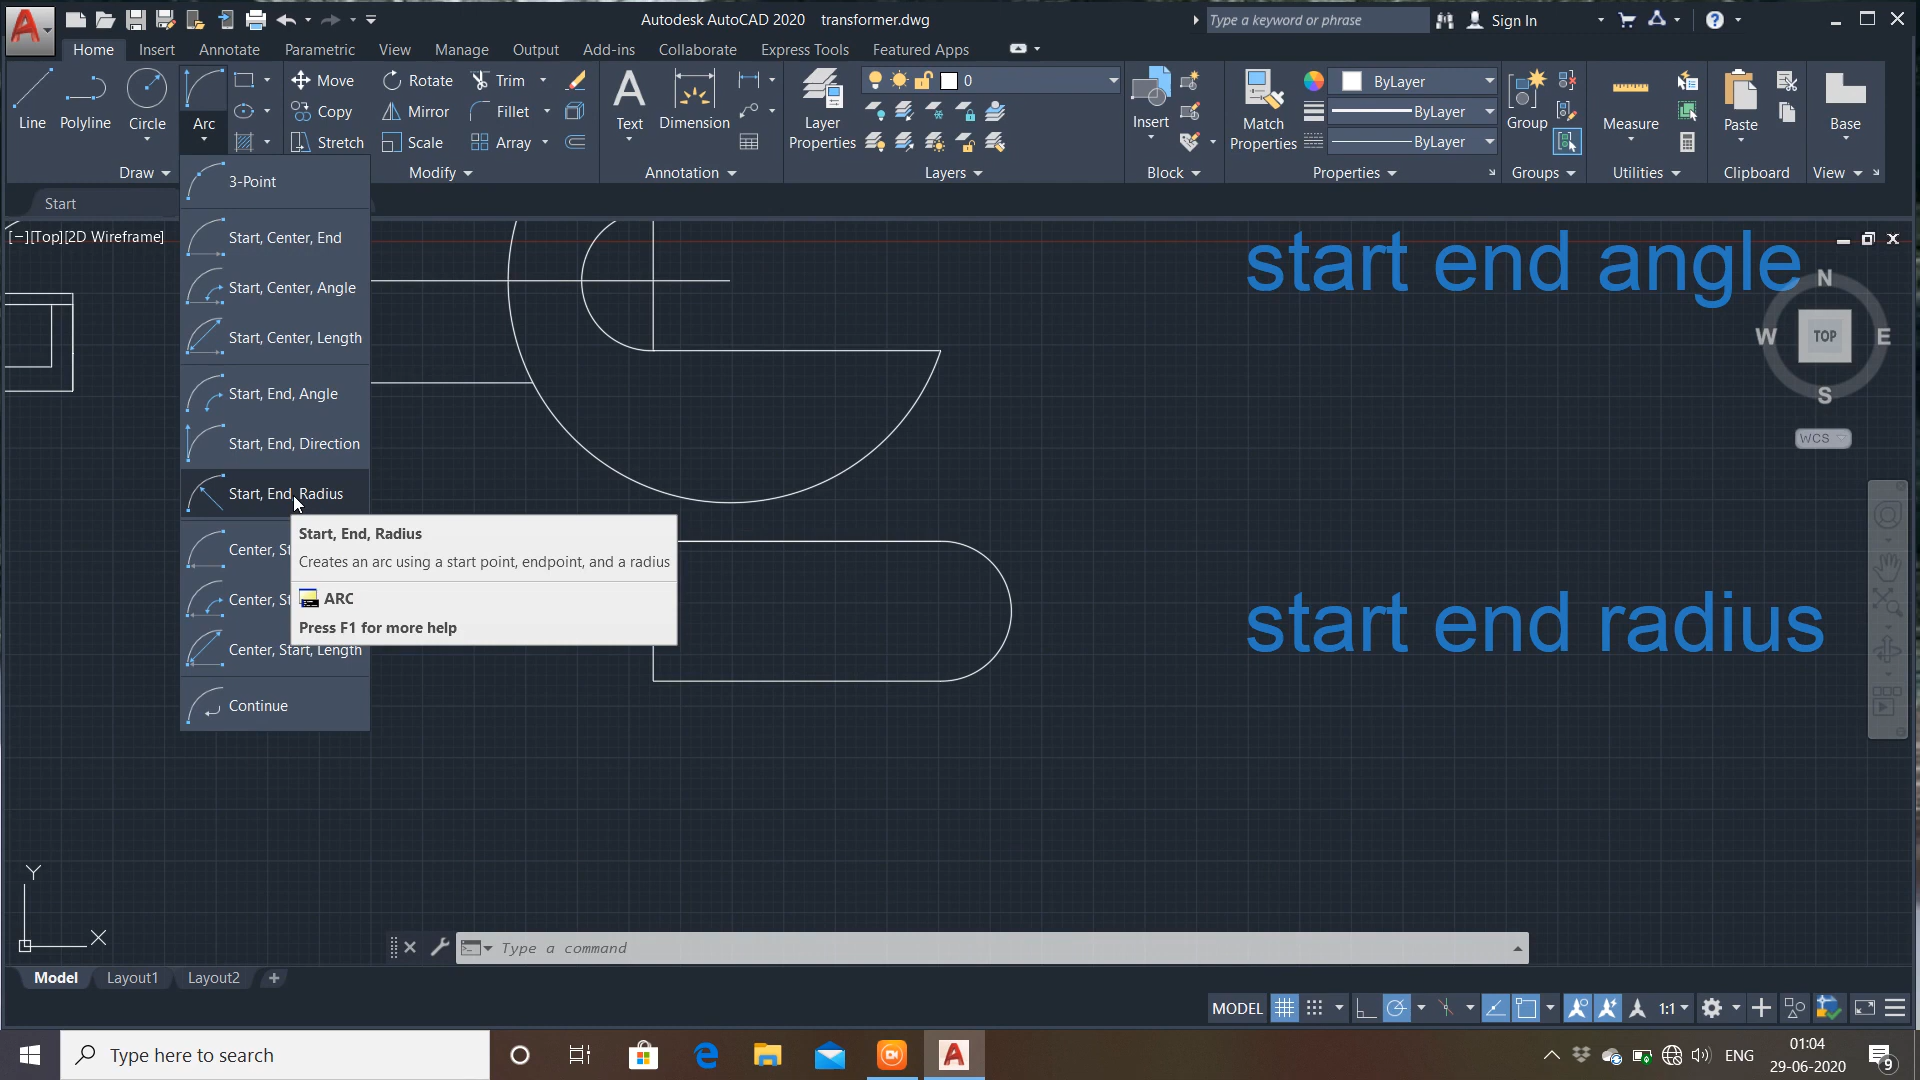 Autodesk AutoCAD 2020 transformer.dwg
Type a keyword or phrase
Sign In
Home Insert Annotate Parametric View Manage Output Add-ins Collaborate Express Tools Featured Apps
Line Polyline Circle Arc
Move Rotate Trim
Copy Mirror Fillet
Stretch Scale Array
Text Dimension
Layer Properties
0
Insert
Match Properties
ByLayer
ByLayer
ByLayer
Group
Measure
Paste
Base
Draw Modify Annotation Layers Block Properties Groups Utilities Clipboard View
Start
[−][Top][2D Wireframe]
3-Point
Start, Center, End
Start, Center, Angle
Start, Center, Length
Start, End, Angle
Start, End, Direction
Start, End, Radius
Center, St
Center, St
Center, Start, Length
Continue
Start, End, Radius
Creates an arc using a start point, endpoint, and a radius
ARC
Press F1 for more help
start end angle
start end radius
N
W TOP E
S
WCS
Y
X
Type a command
Model Layout1 Layout2
MODEL
1:1
Type here to search
ENG
01:04
29-06-2020
9